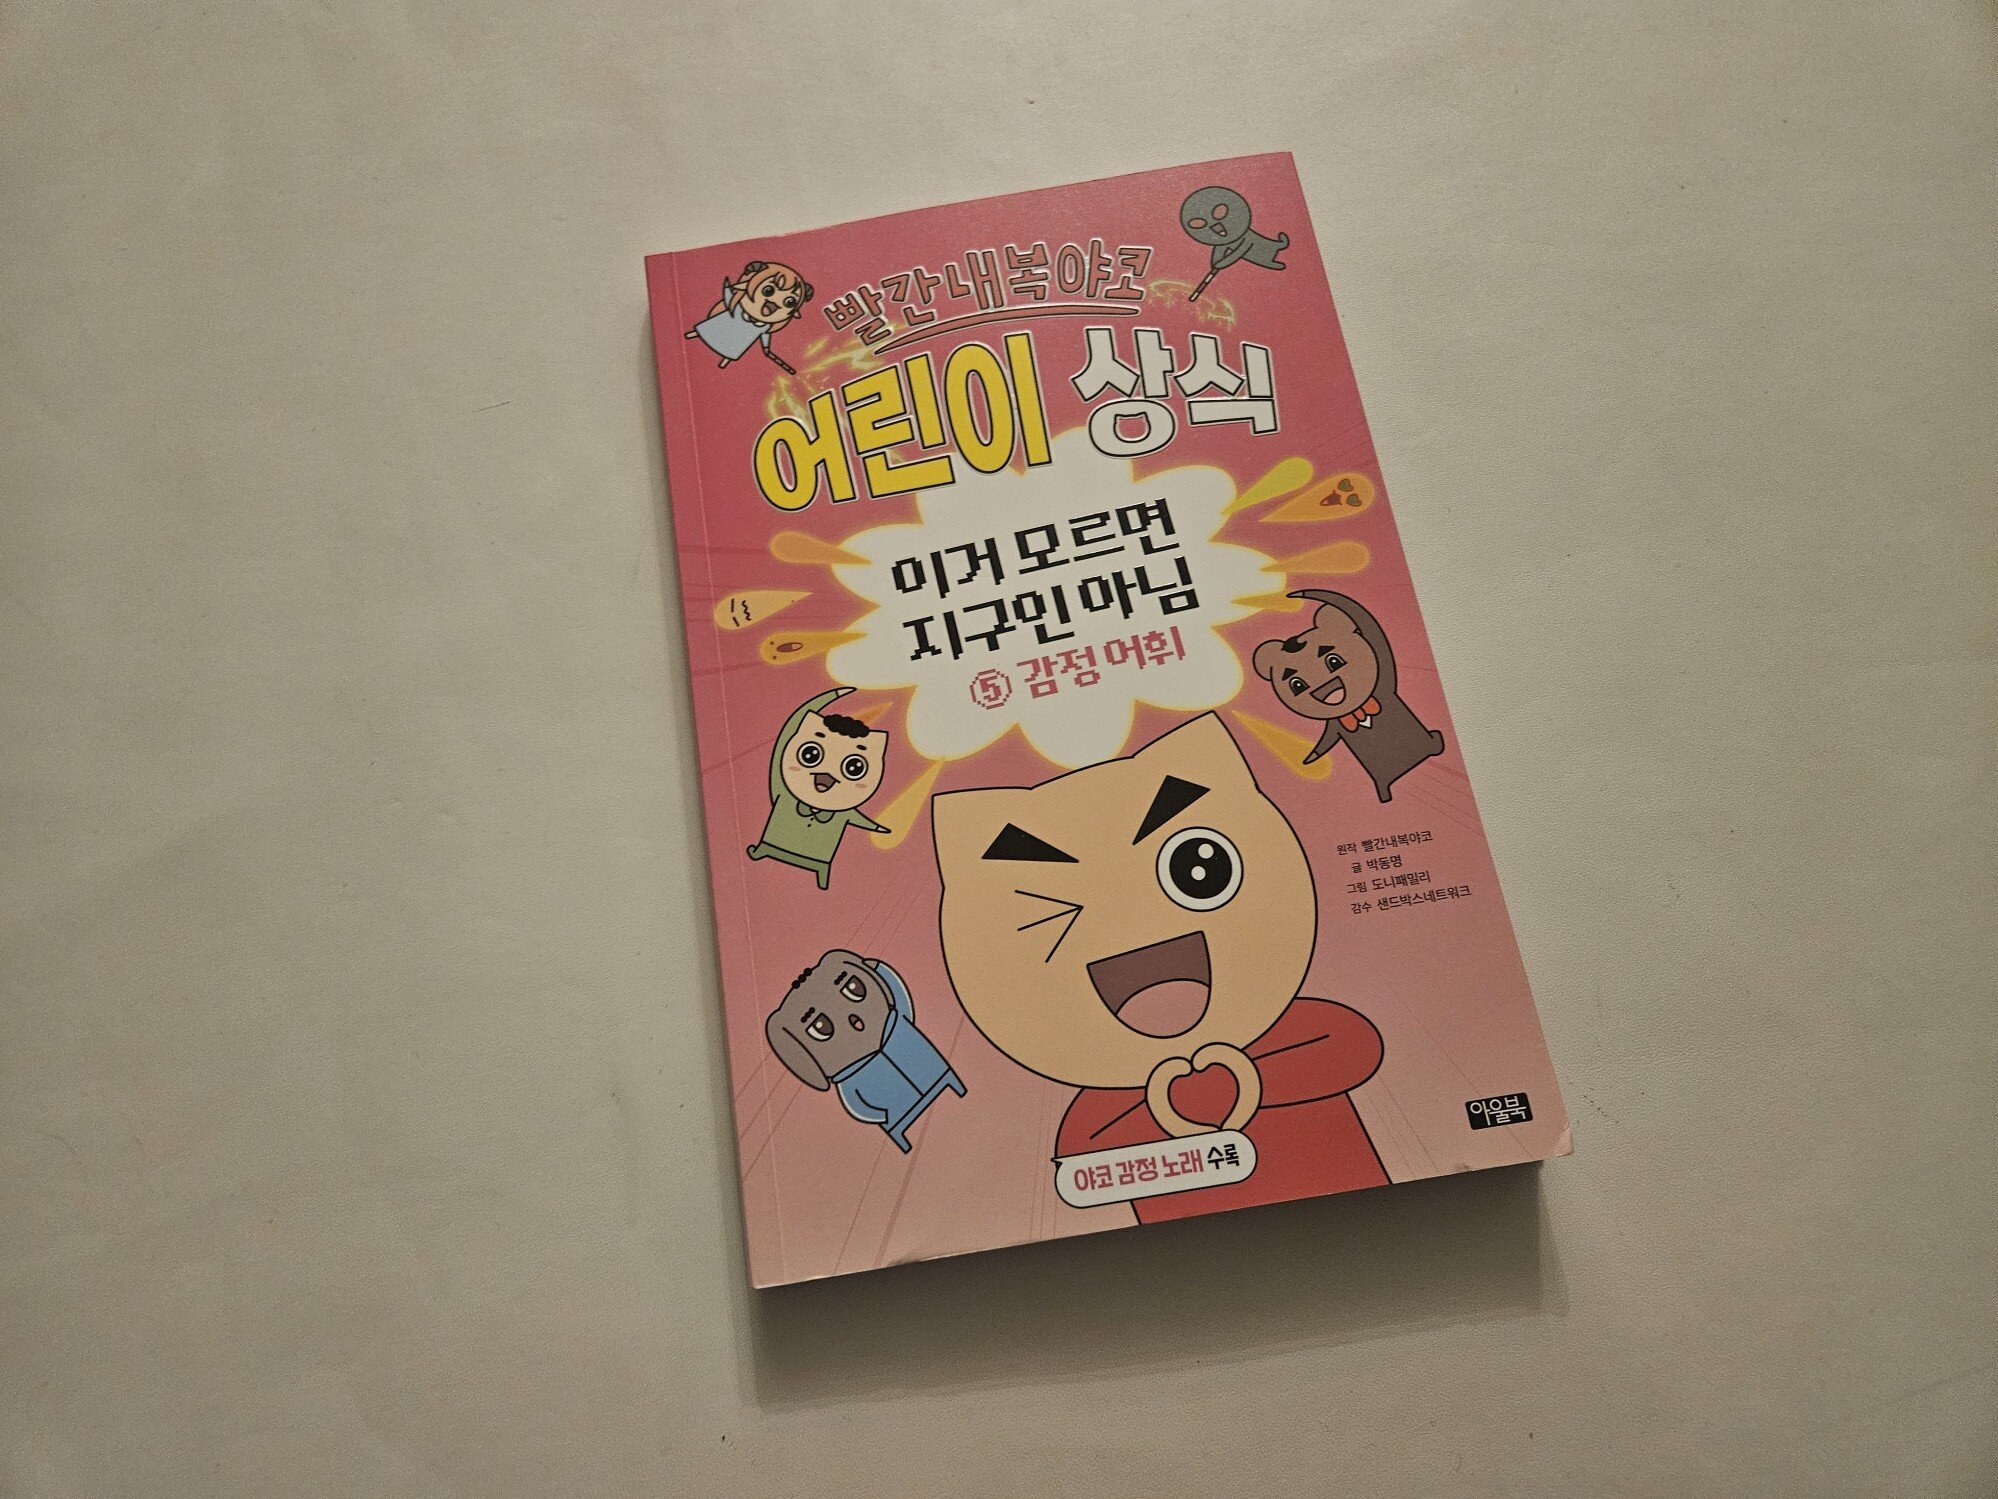 빨간내복야코
어린이 상식
이거 모르면
지구인 아님
⑤ 감정 어휘
원작 빨간내복야코
글 박동명
그림 도니패밀리
감수 샌드박스네트워크
아울북
야코 감정 노래 수록